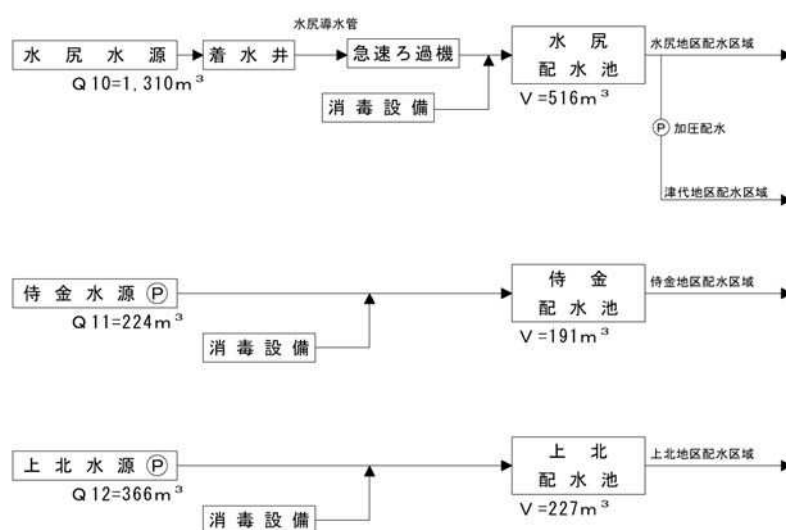 水尻導水管
水尻水源
着水井
急速ろ過機
水尻
配水池
水尻地区配水区域
Q10=1,310m³
消毒設備
V=516m³
P 加圧配水
津代地区配水区域
侍金水源 P
侍金
配水池
侍金地区配水区域
Q11=224m³
消毒設備
V=191m³
上北水源 P
上北
配水池
上北地区配水区域
Q12=366m³
消毒設備
V=227m³